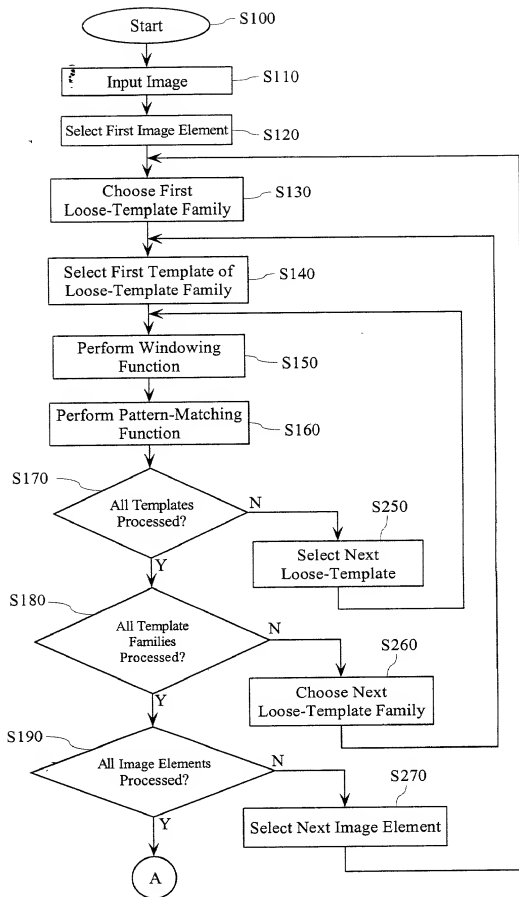 Start
S100
Input Image
S110
Select First Image Element
S120
Choose First
Loose-Template Family
S130
Select First Template of
Loose-Template Family
S140
Perform Windowing
Function
S150
Perform Pattern-Matching
Function
S160
S170
All Templates
Processed?
N
Y
S250
Select Next
Loose-Template
S180
All Template
Families
Processed?
N
Y
S260
Choose Next
Loose-Template Family
S190
All Image Elements
Processed?
N
Y
S270
Select Next Image Element
A